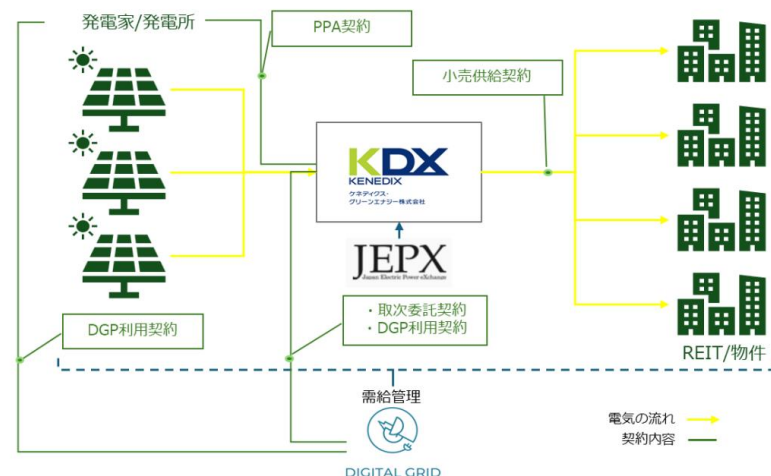 発電家/発電所
PPA契約
小売供給契約
KDX
KENEDIX
ケネディクス・
グリーンエナジー株式会社
JEPX
Japan Electric Power eXchange
・取次委託契約
・DGP利用契約
DGP利用契約
REIT/物件
需給管理
電気の流れ
契約内容
DIGITAL GRID